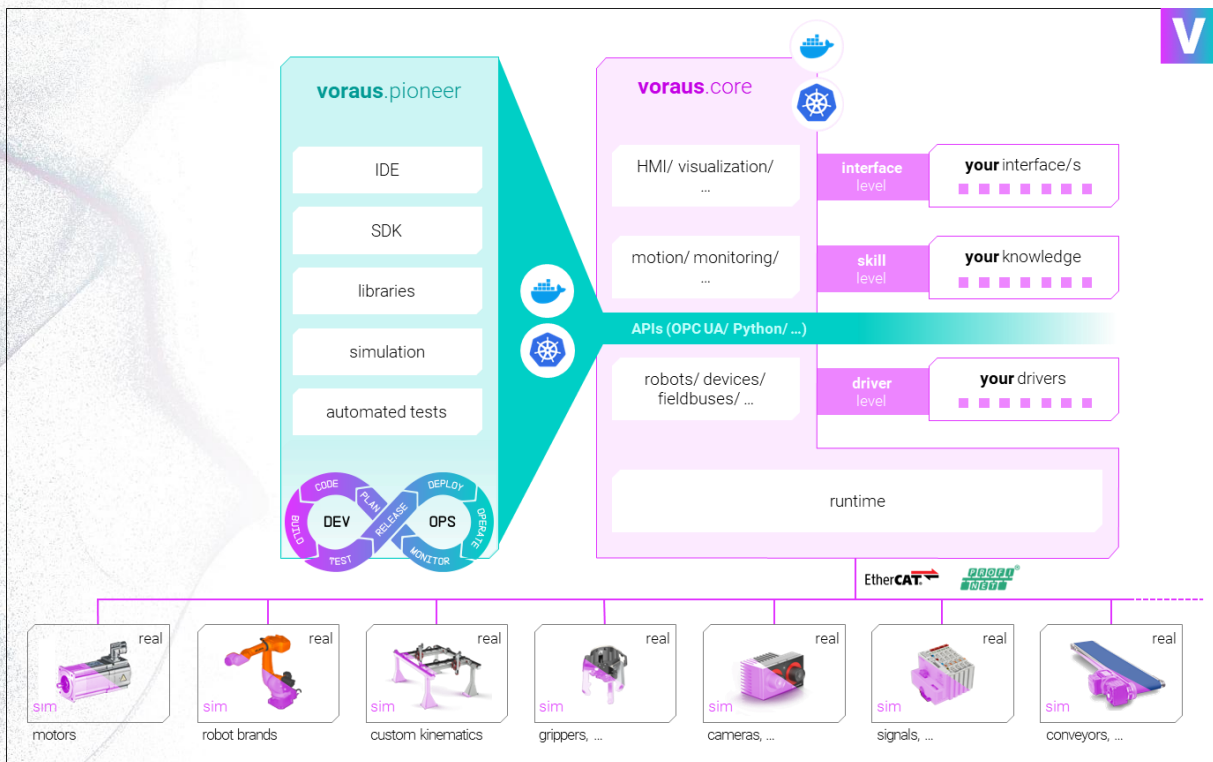 V
voraus.pioneer
IDE
SDK
libraries
simulation
automated tests
CODE
PLAN
BUILD
DEV
TEST
RELEASE
DEPLOY
OPS
OPERATE
MONITOR
voraus.core
HMI/ visualization/
...
interface
level
your interface/s
motion/ monitoring/
...
skill
level
your knowledge
APIs (OPC UA/ Python/ ...)
robots/ devices/
fieldbuses/ ...
driver
level
your drivers
runtime
EtherCAT.
PROFI
NET
®
real
sim
motors
real
sim
robot brands
real
sim
custom kinematics
real
sim
grippers, ...
real
sim
cameras, ...
real
sim
signals, ...
real
sim
conveyors, ...